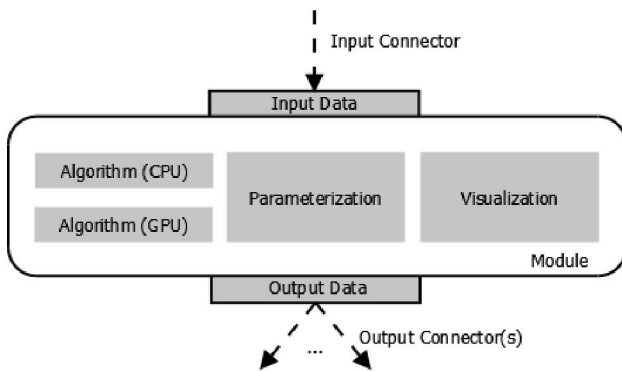 Input Connector
Input Data
Algorithm (CPU)
Algorithm (GPU)
Parameterization
Visualization
Module
Output Data
Output Connector(s)
...